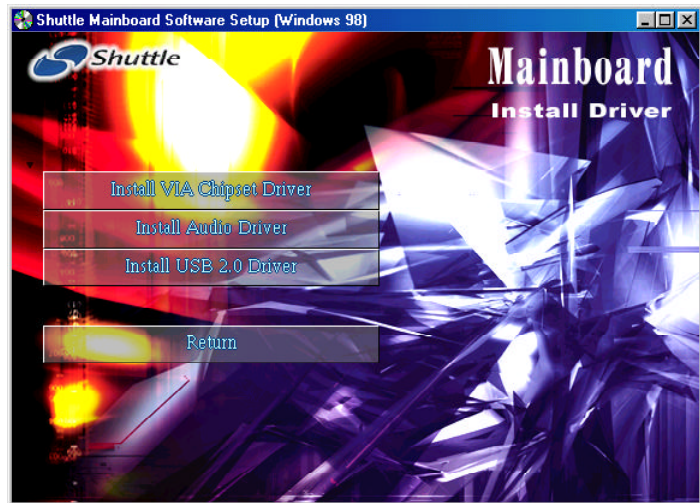 Shuttle Mainboard Software Setup (Windows 98)
Shuttle
Mainboard
Install Driver
Install VIA Chipset Driver
Install Audio Driver
Install USB 2.0 Driver
Return